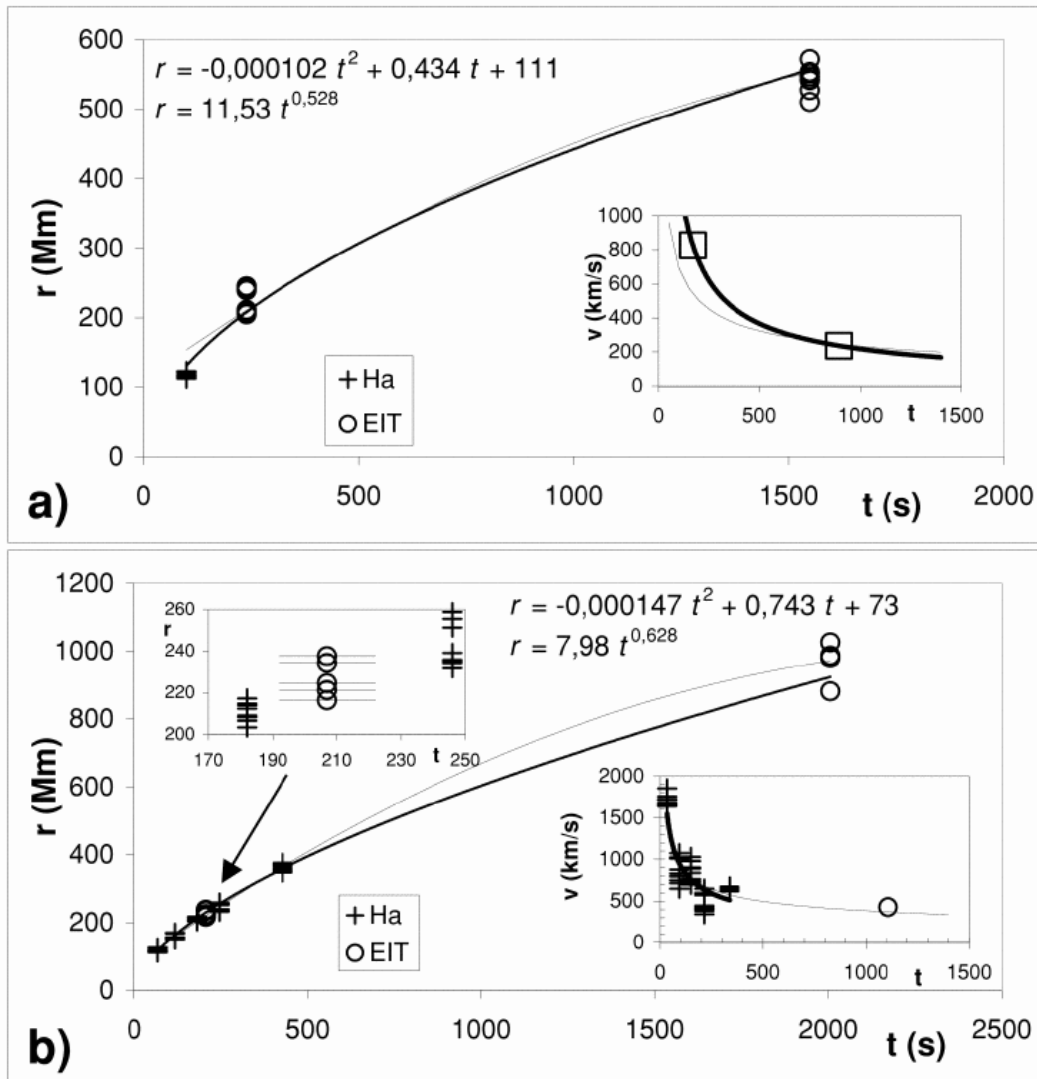 600
500
400
300
200
100
0
r (Mm)
r = -0,000102 t² + 0,434 t + 111
r = 11,53 t^0,528
+ Ha
O EIT
1000
800
600
400
200
0
v (km/s)
0 500 1000 t 1500
0 500 1000 1500 2000
t (s)
a)
1200
1000
800
600
400
200
0
r (Mm)
260
r
240
220
200
170 190 210 230 t 250
r = -0,000147 t² + 0,743 t + 73
r = 7,98 t^0,628
+ Ha
O EIT
2000
1500
1000
500
0
v (km/s)
0 500 1000 t 1500
t (s)
0 500 1000 1500 2000 2500
b)